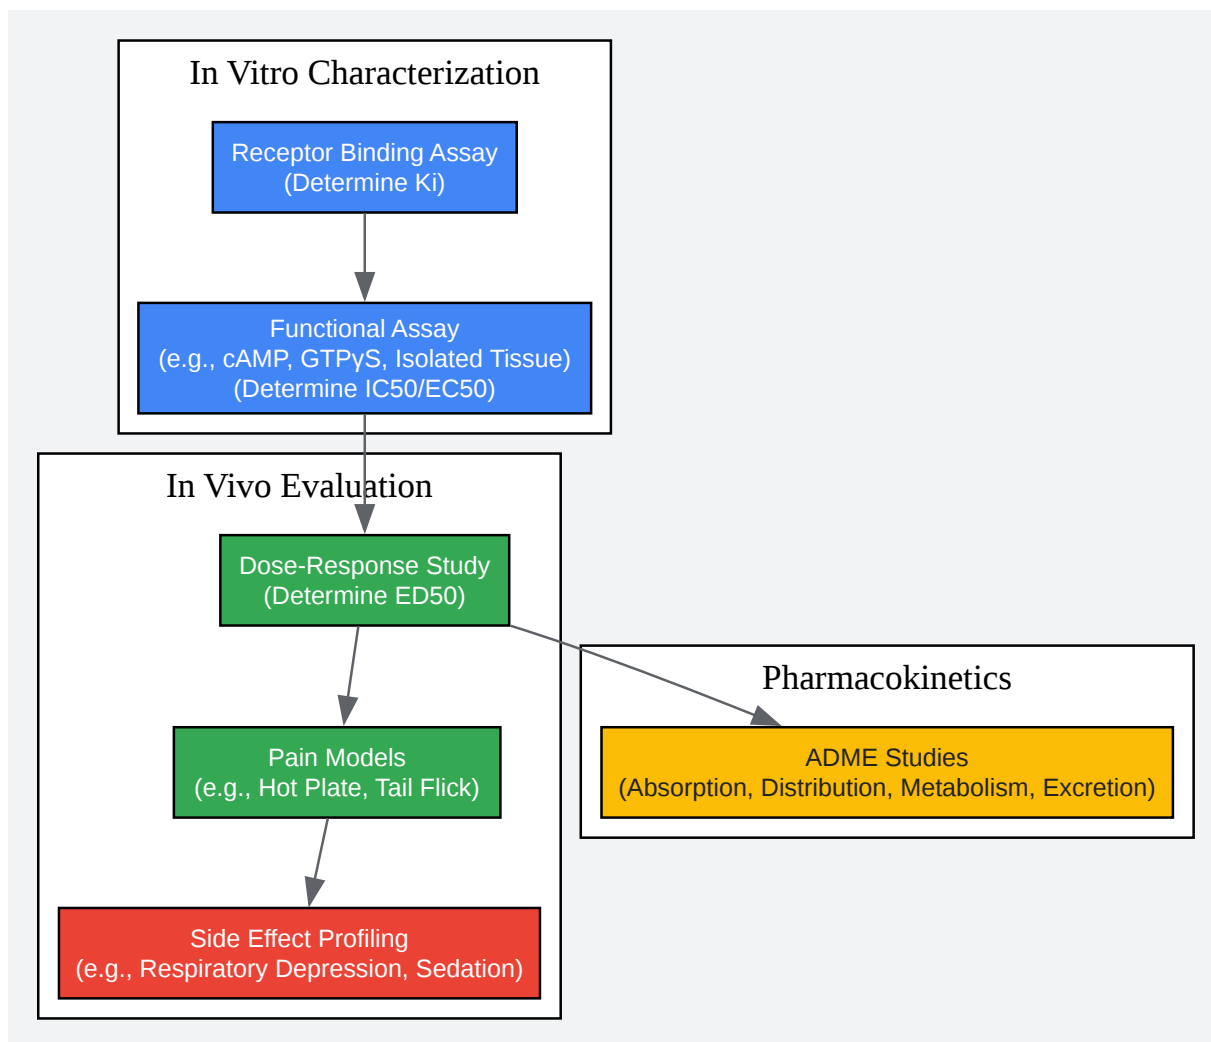 In Vitro Characterization
Receptor Binding Assay
(Determine Ki)
Functional Assay
(e.g., cAMP, GTPγS, Isolated Tissue)
(Determine IC50/EC50)
In Vivo Evaluation
Dose-Response Study
(Determine ED50)
Pharmacokinetics
Pain Models
(e.g., Hot Plate, Tail Flick)
ADME Studies
(Absorption, Distribution, Metabolism, Excretion)
Side Effect Profiling
(e.g., Respiratory Depression, Sedation)